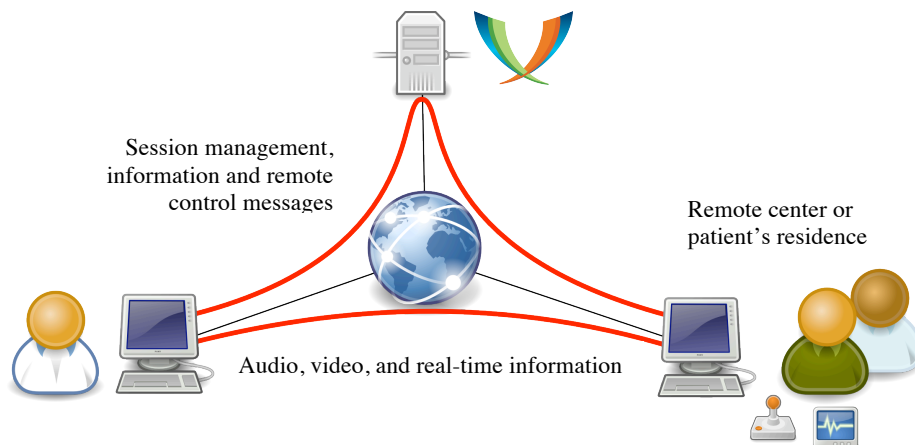 Session management,
information and remote
control messages
Remote center or
patient’s residence
Audio, video, and real-time information